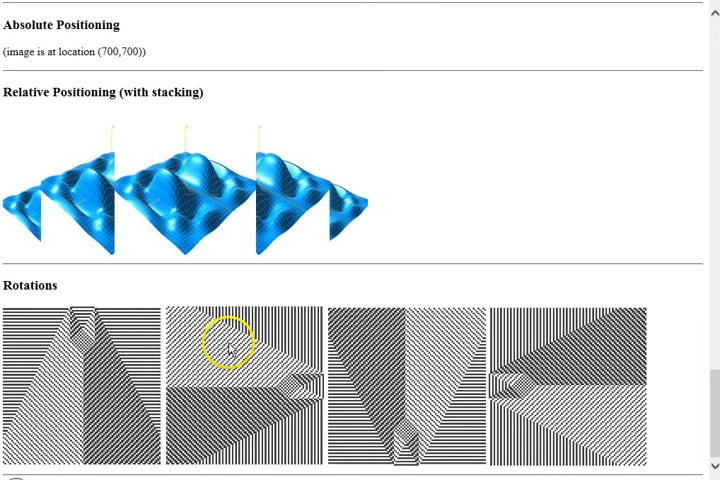 Absolute Positioning
(image is at location (700,700))
Relative Positioning (with stacking)
Rotations